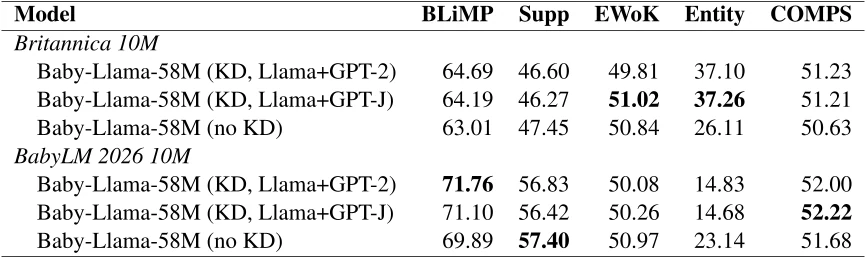 Model BLiMP Supp EWoK Entity COMPS
Britannica 10M
Baby-Llama-58M (KD, Llama+GPT-2) 64.69 46.60 49.81 37.10 51.23
Baby-Llama-58M (KD, Llama+GPT-J) 64.19 46.27 51.02 37.26 51.21
Baby-Llama-58M (no KD) 63.01 47.45 50.84 26.11 50.63
BabyLM 2026 10M
Baby-Llama-58M (KD, Llama+GPT-2) 71.76 56.83 50.08 14.83 52.00
Baby-Llama-58M (KD, Llama+GPT-J) 71.10 56.42 50.26 14.68 52.22
Baby-Llama-58M (no KD) 69.89 57.40 50.97 23.14 51.68